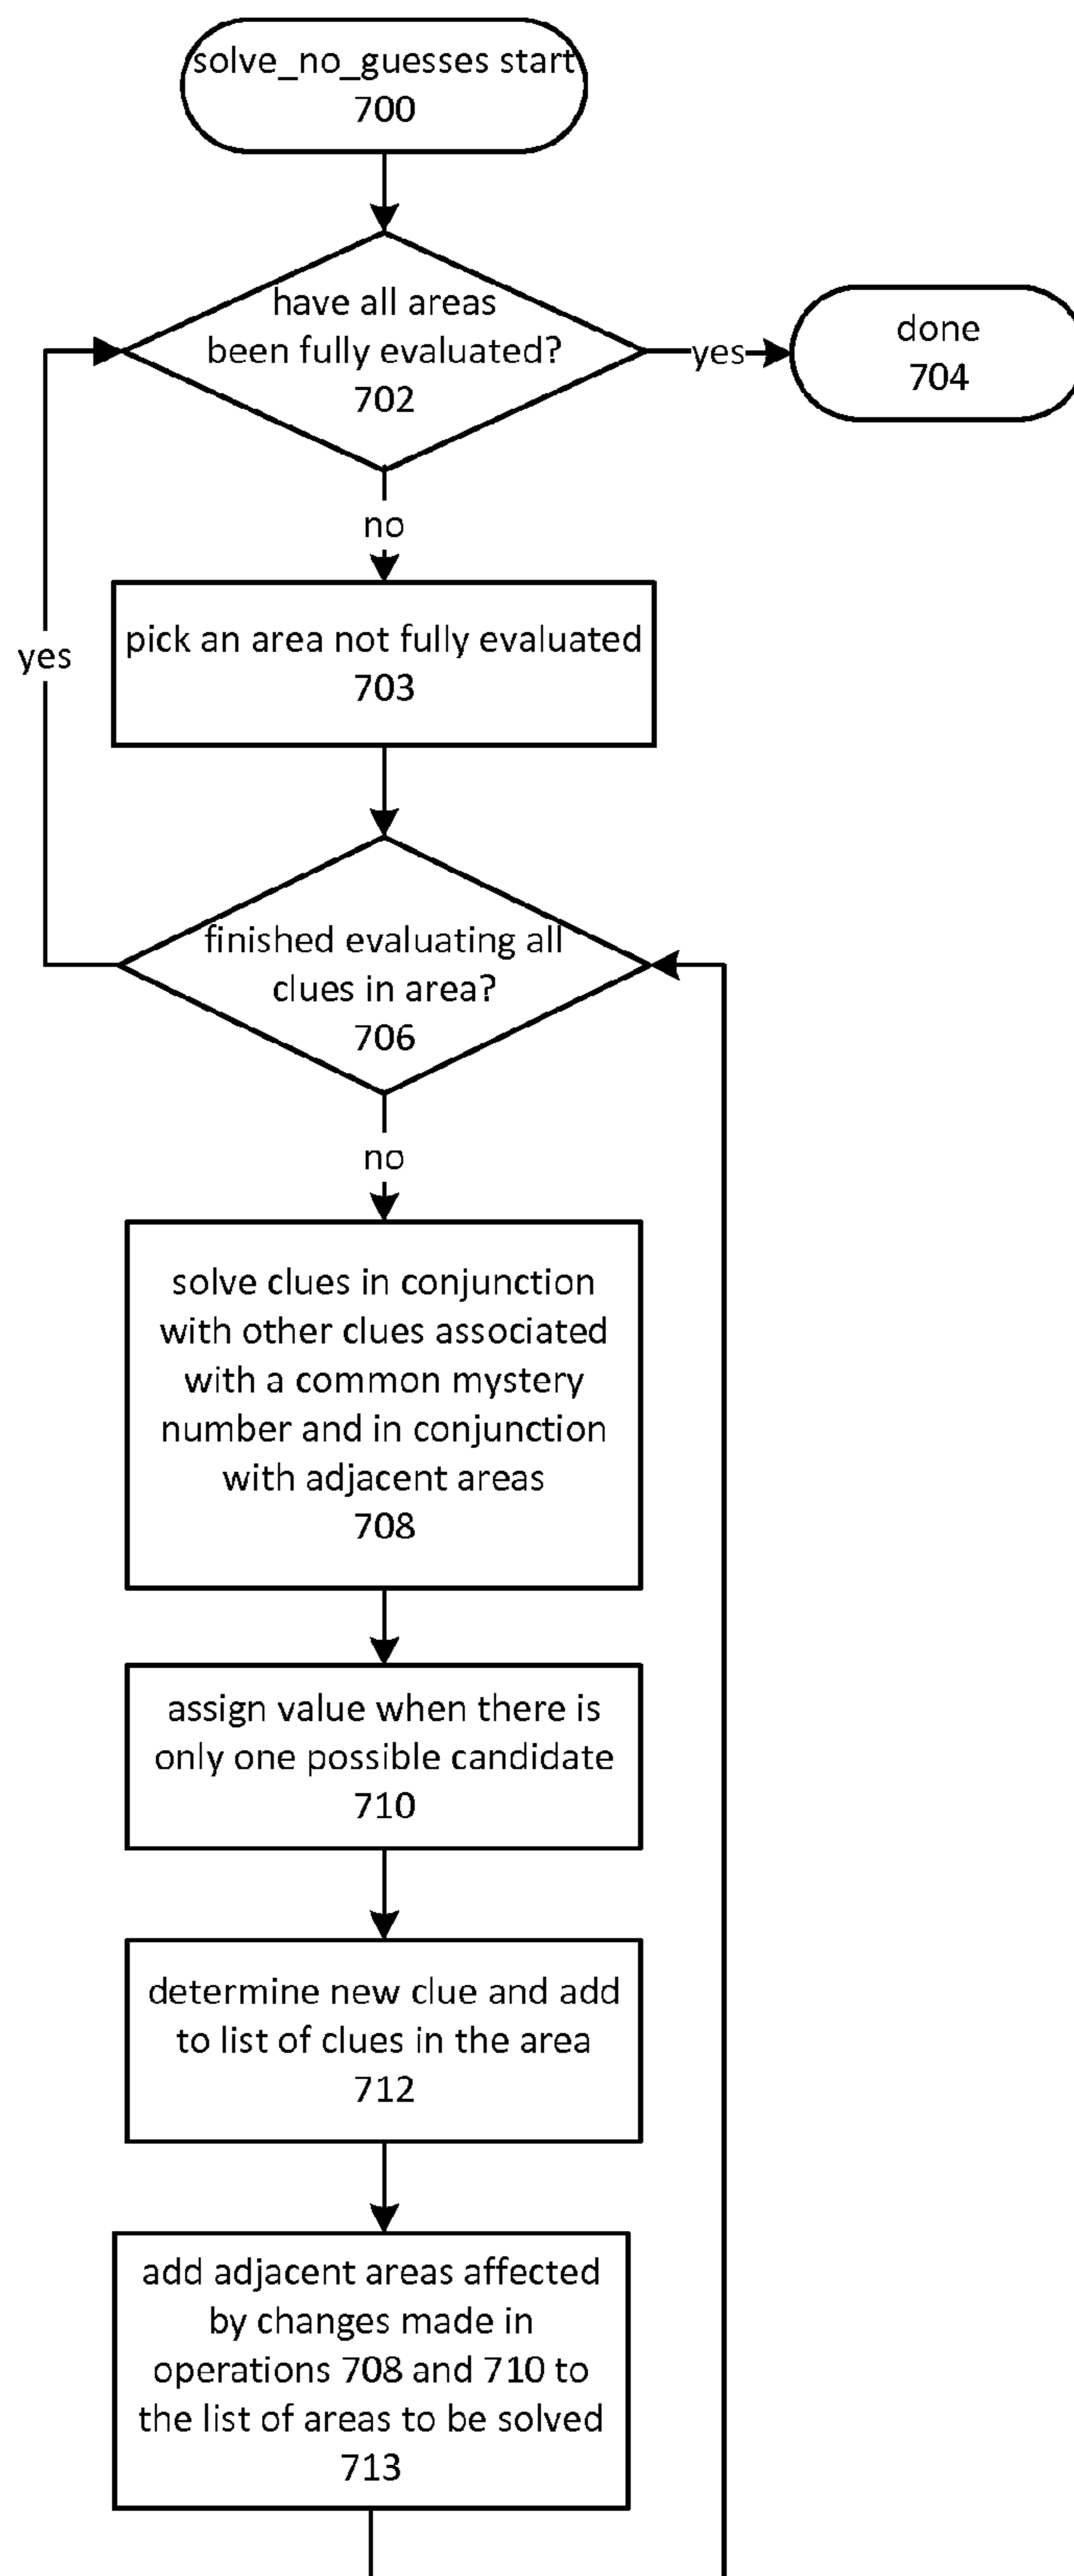 solve_no_guesses start
700
have all areas
been fully evaluated?
702
yes
done
704
no
pick an area not fully evaluated
703
yes
finished evaluating all
clues in area?
706
no
solve clues in conjunction
with other clues associated
with a common mystery
number and in conjunction
with adjacent areas
708
assign value when there is
only one possible candidate
710
determine new clue and add
to list of clues in the area
712
add adjacent areas affected
by changes made in
operations 708 and 710 to
the list of areas to be solved
713